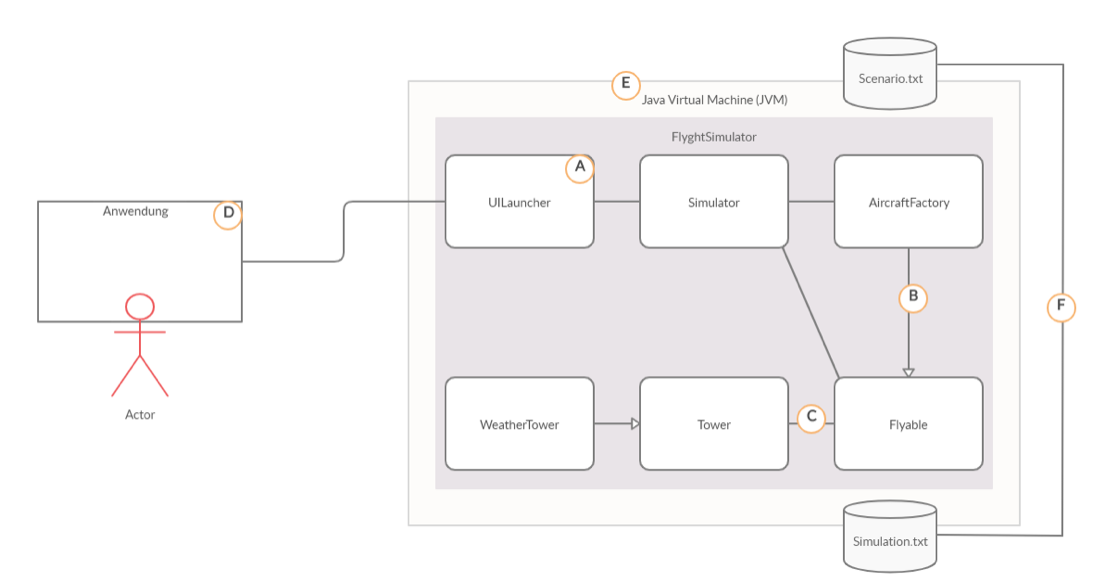 Scenario.txt
E
Java Virtual Machine (JVM)
FlyghtSimulator
A
UILauncher
Simulator
AircraftFactory
Anwendung
D
B
F
C
WeatherTower
Tower
Flyable
Actor
Simulation.txt